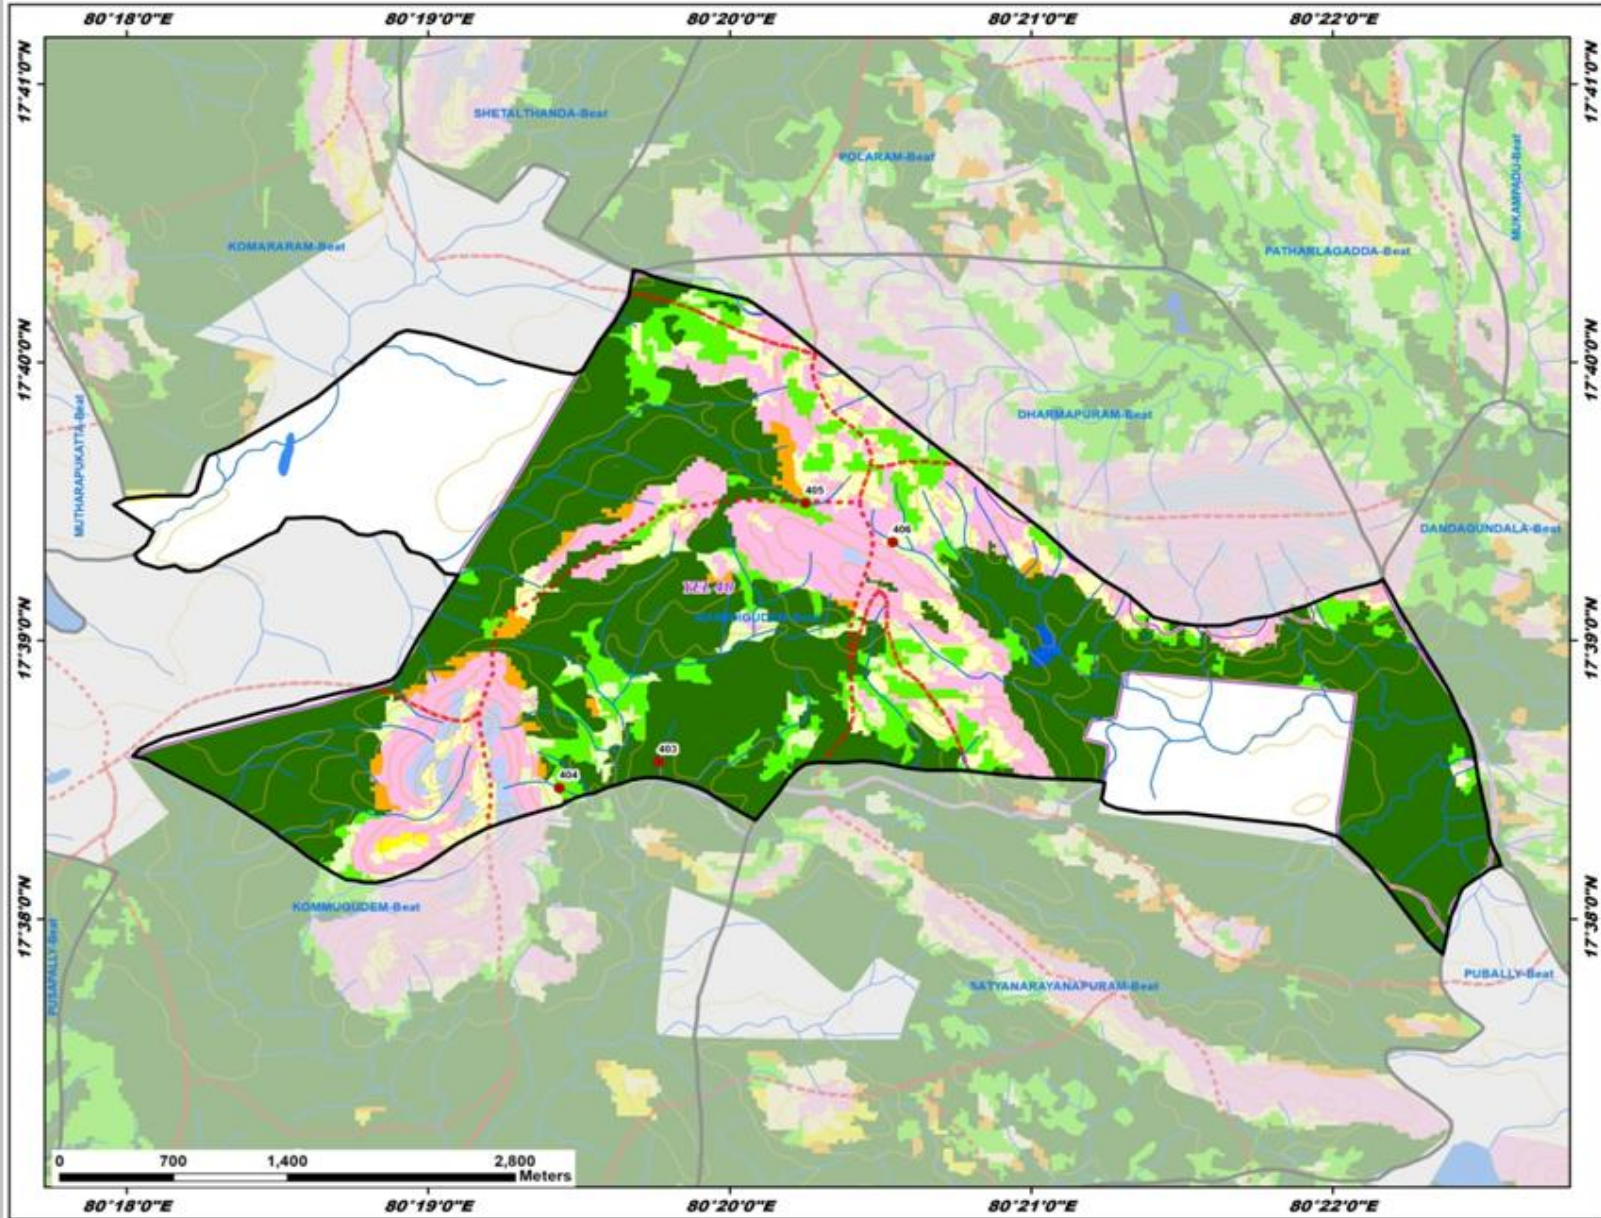 80°18'0"E 80°19'0"E 80°20'0"E 80°21'0"E 80°22'0"E
17°41'0"N
17°41'0"N
SHETALTHANDA-Beat
POLARAM-Beat
MUKAMPADU-Beat
KOMARARAM-Beat
PATHARLAGADDA-Beat
17°40'0"N
17°40'0"N
MUTHARAPUKATTA-Beat
DHARMAPURAM-Beat
405
DANDAGUNDALA-Beat
406
17°39'0"N
17°39'0"N
403
404
KOMMUGUDEM-Beat
17°38'0"N
17°38'0"N
PUSAPALLY-Beat
PUBALLY-Beat
SATYANARAYANAPURAM-Beat
0 700 1,400 2,800
Meters
80°18'0"E 80°19'0"E 80°20'0"E 80°21'0"E 80°22'0"E